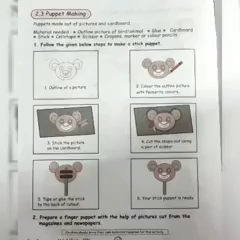 2.3 Puppet Making
Puppets made out of pictures and cardboard.
Material needed : • Outline picture of bird/animal • Glue • Cardboard
• Stick • Cellotape • Scissor • Crayons, marker or colour pencils
1. Follow the given below steps to make a stick puppet.
1. Outline of a picture.
2. Colour the outline picture
with favourite colours.
3. Stick the picture
on the cardboard
4. Cut the shape out using
a pair of scissor
5. Tape or glue the stick
to the back of cutout.
6. Your stick puppet is ready
2. Prepare a finger puppet with the help of pictures cut from the
magazines and newspapers